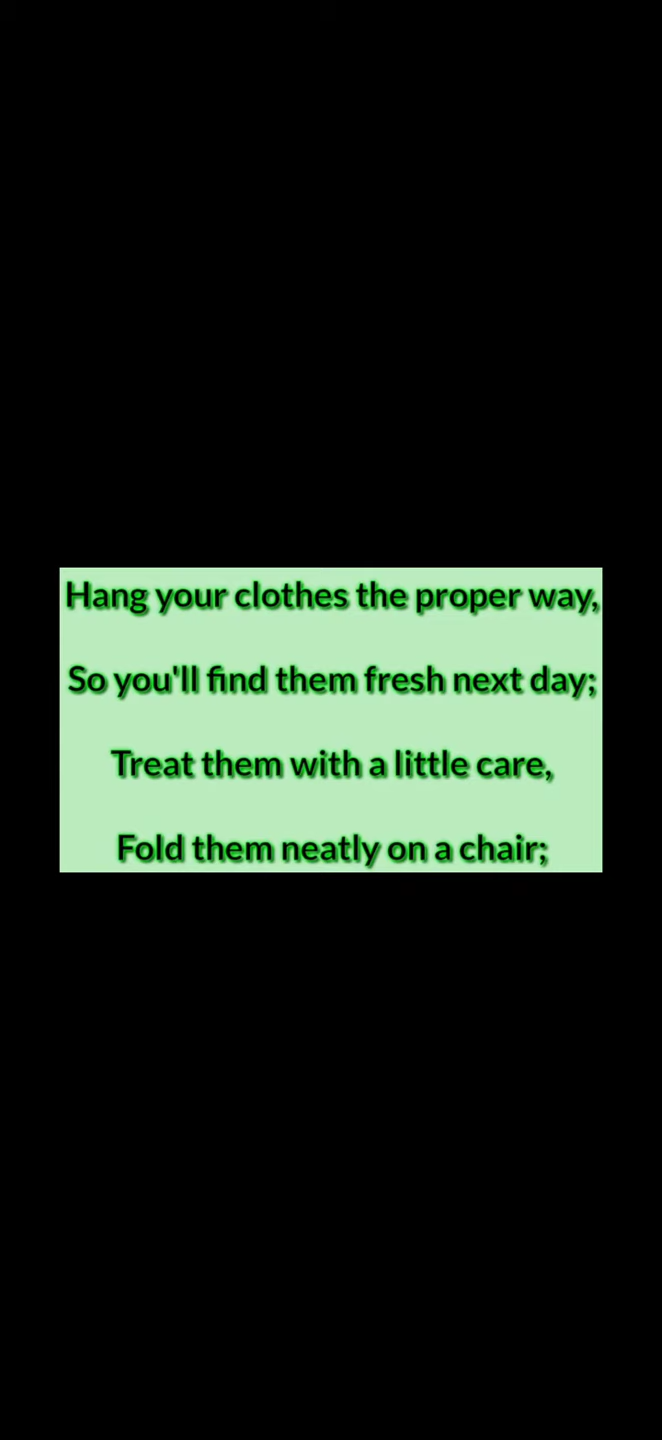 Hang your clothes the proper way,
So you'll find them fresh next day;
Treat them with a little care,
Fold them neatly on a chair;